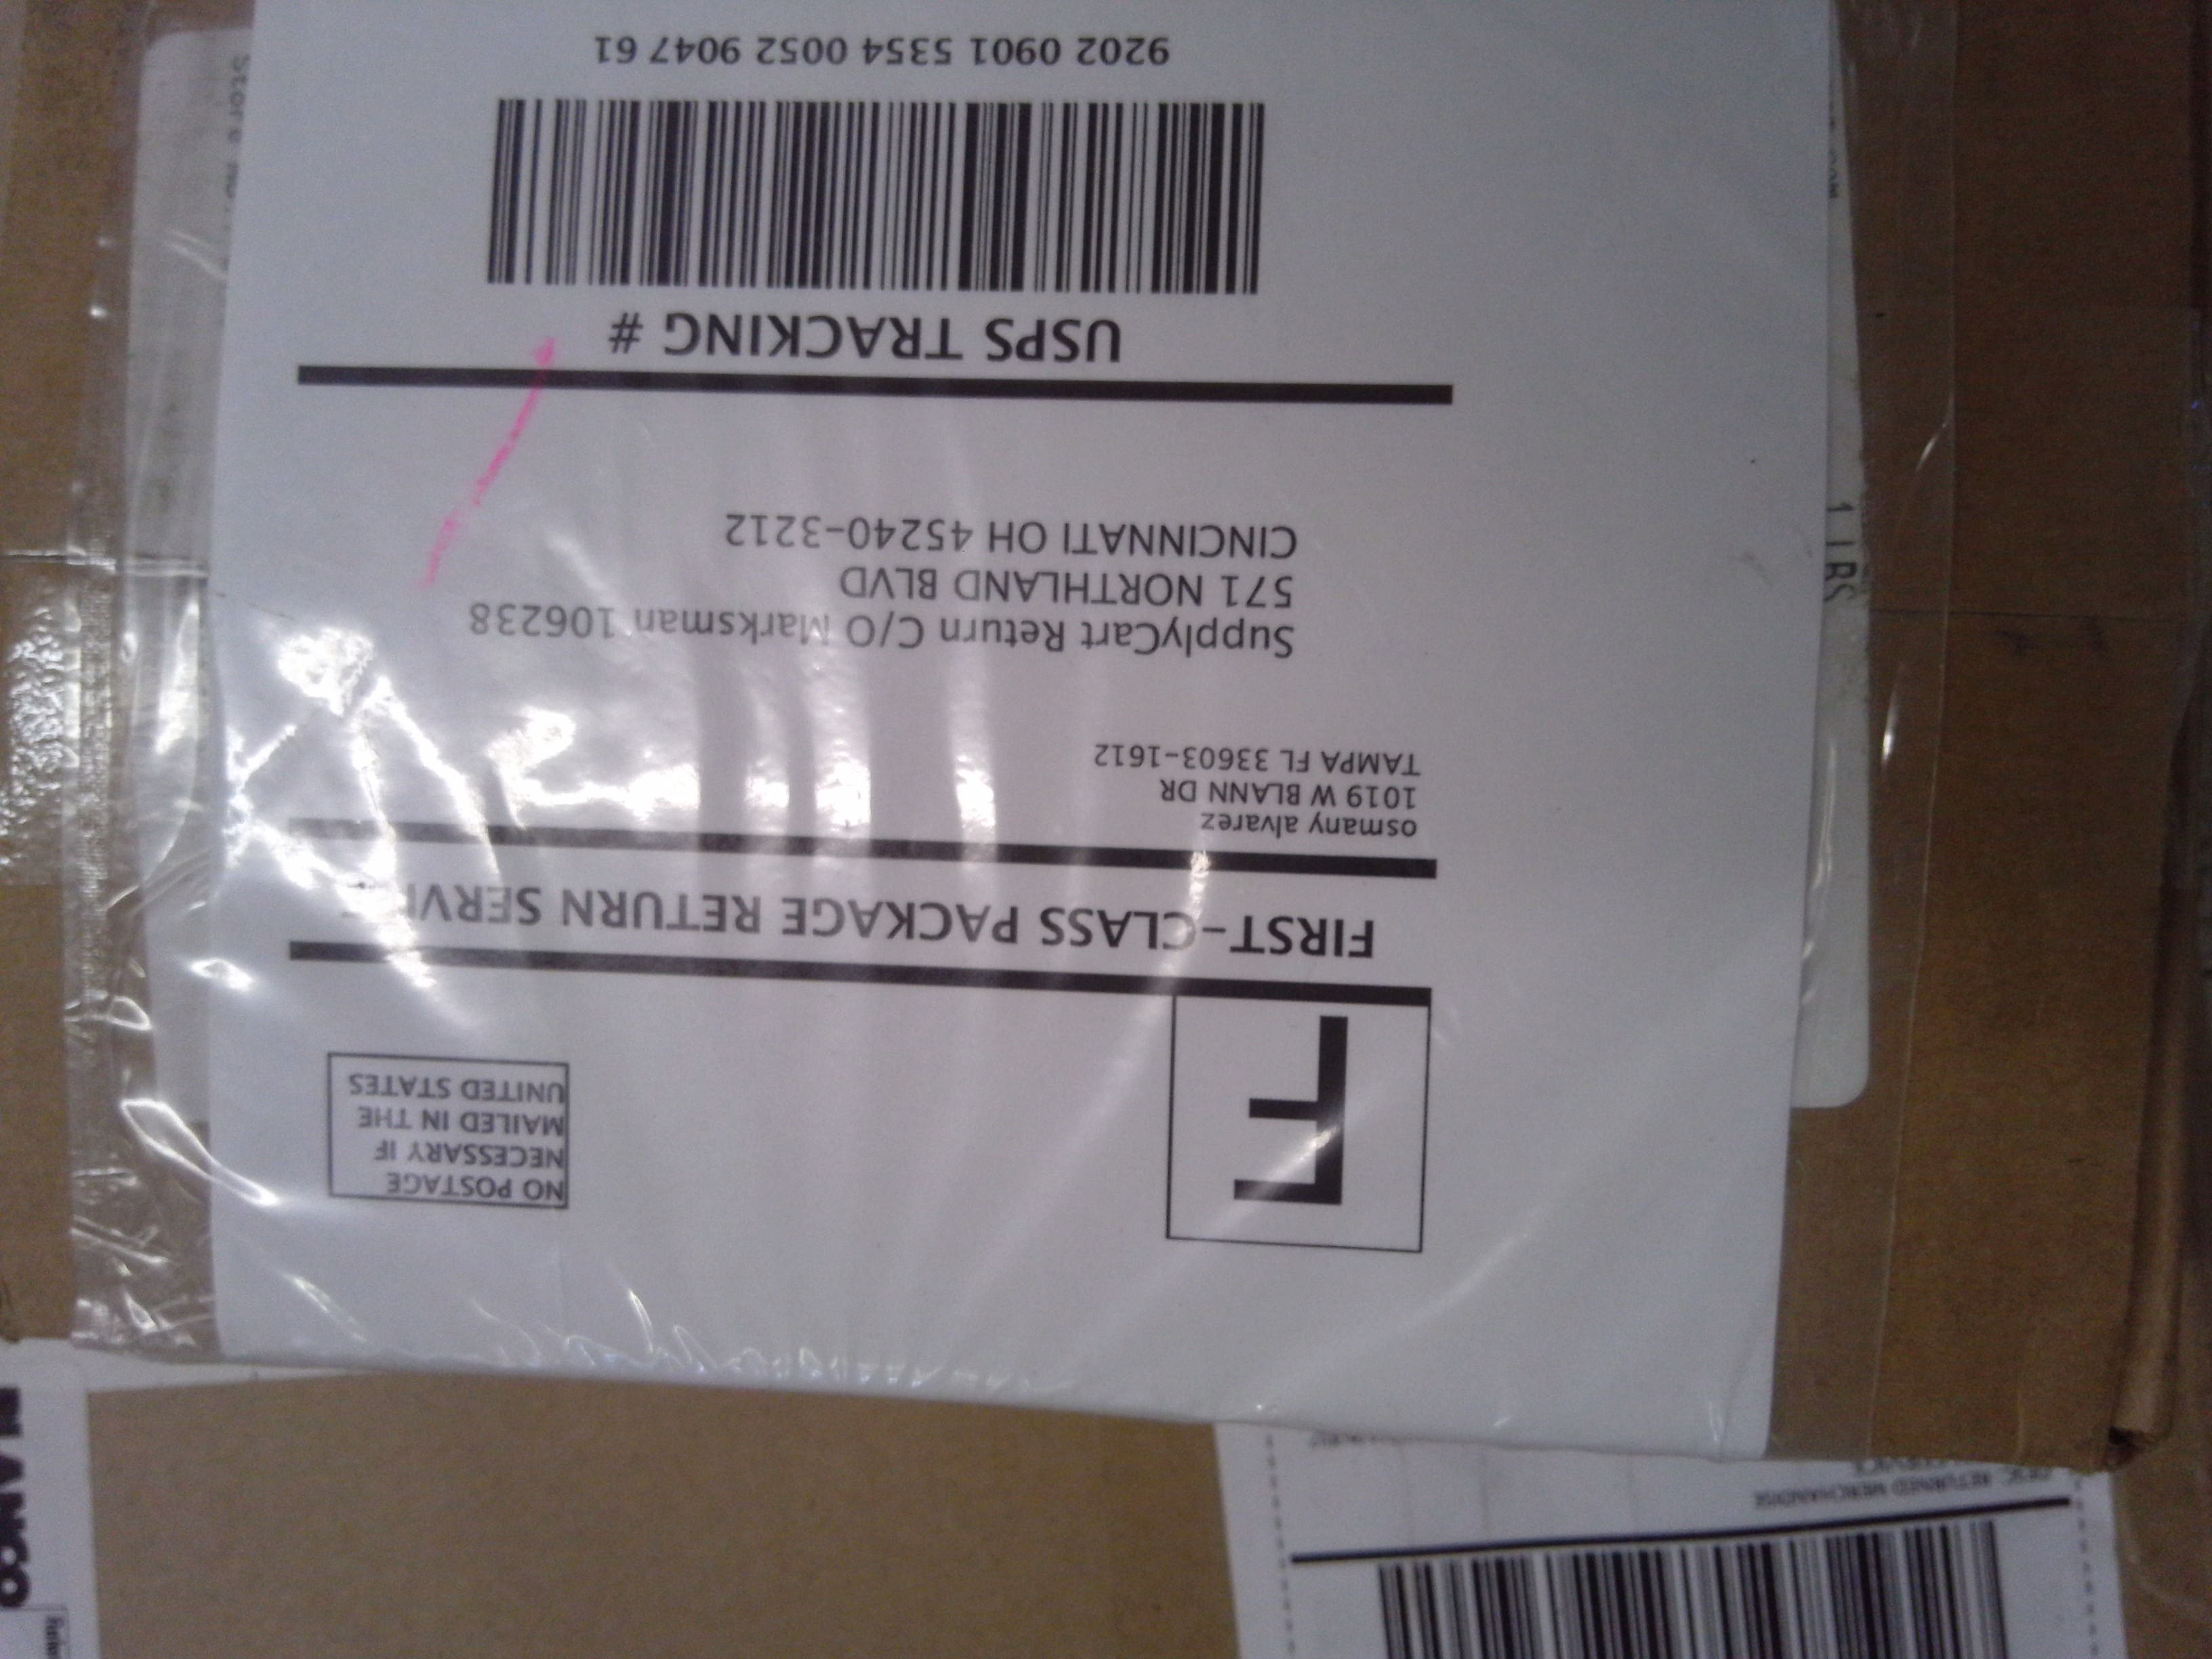 NO POSTAGE
NECESSARY IF
MAILED IN THE
UNITED STATES
F
FIRST-CLASS PACKAGE RETURN
osmany alvarez
1019 W BLANN DR
TAMPA FL 33603-1612
SupplyCart Return C/O Marksman 106238
571 NORTHLAND BLVD
CINCINNATI OH 45240-3212
USPS TRACKING #
9202 0901 5354 0052 9047 61
RETURNED MERCHANDISE